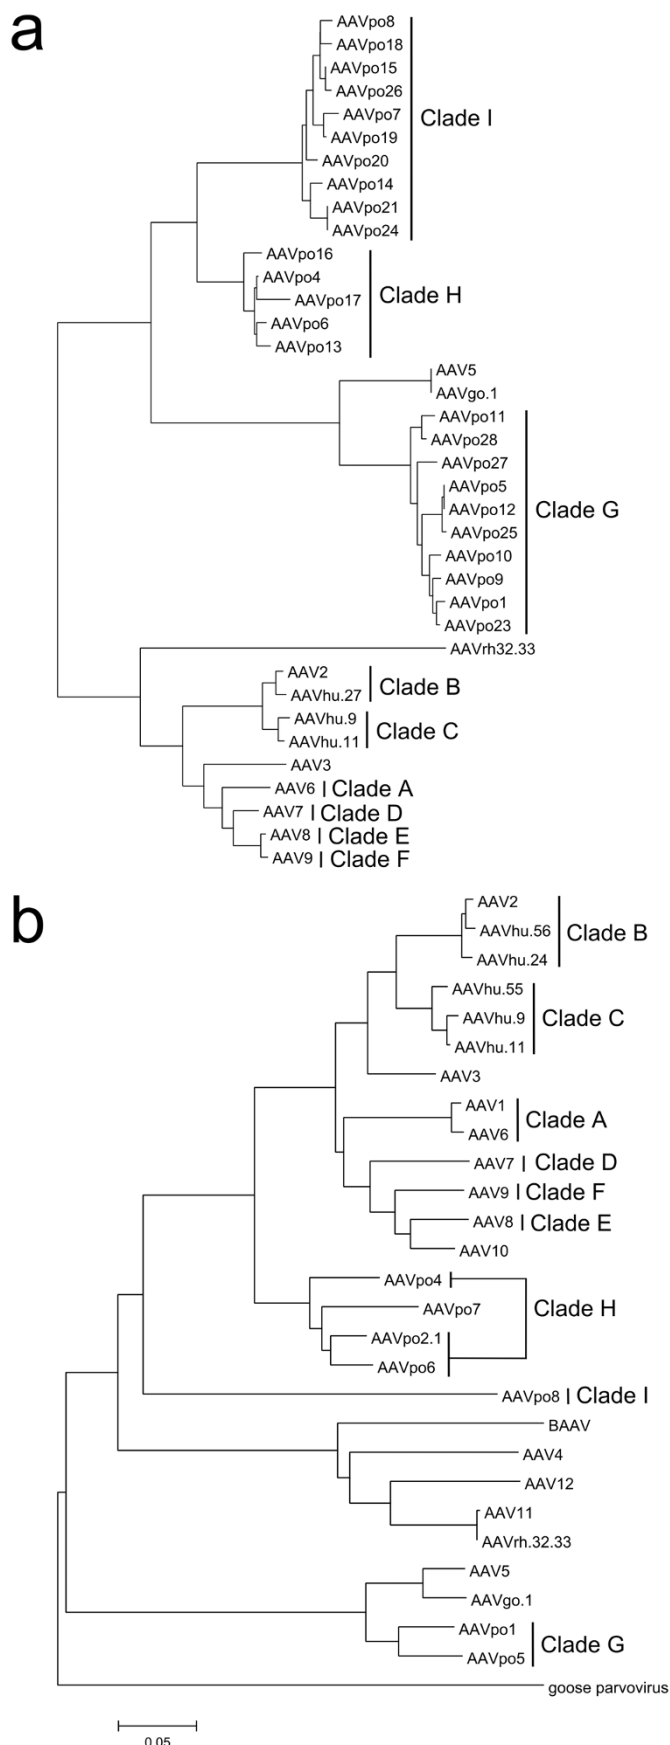 a
AAVpo8
AAVpo18
AAVpo15
AAVpo26
AAVpo7
Clade I
AAVpo19
AAVpo20
AAVpo14
AAVpo21
AAVpo24
AAVpo16
AAVpo4
Clade H
AAVpo17
AAVpo6
AAVpo13
AAV5
AAVgo.1
AAVpo11
AAVpo28
AAVpo27
AAVpo5
AAVpo12
Clade G
AAVpo25
AAVpo10
AAVpo9
AAVpo1
AAVpo23
AAVrh32.33
AAV2
Clade B
AAVhu.27
AAVhu.9
Clade C
AAVhu.11
AAV3
AAV6 Clade A
AAV7 Clade D
AAV8 Clade E
AAV9 Clade F
b
AAV2
AAVhu.56 Clade B
AAVhu.24
AAVhu.55
AAVhu.9 Clade C
AAVhu.11
AAV3
AAV1
Clade A
AAV6
AAV7 Clade D
AAV9 Clade F
AAV8 Clade E
AAV10
AAVpo4
AAVpo7 Clade H
AAVpo2.1
AAVpo6
AAVpo8 Clade I
BAAV
AAV4
AAV12
AAV11
AAVrh.32.33
AAV5
AAVgo.1
AAVpo1
Clade G
AAVpo5
goose parvovirus
0.05